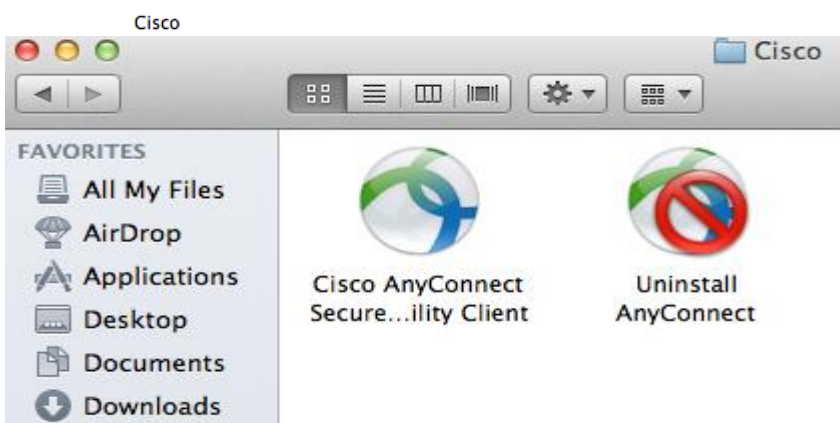 Cisco
Cisco
FAVORITES
All My Files
AirDrop
Applications
Desktop
Documents
Downloads
Cisco AnyConnect
Secure...ility Client
Uninstall
AnyConnect